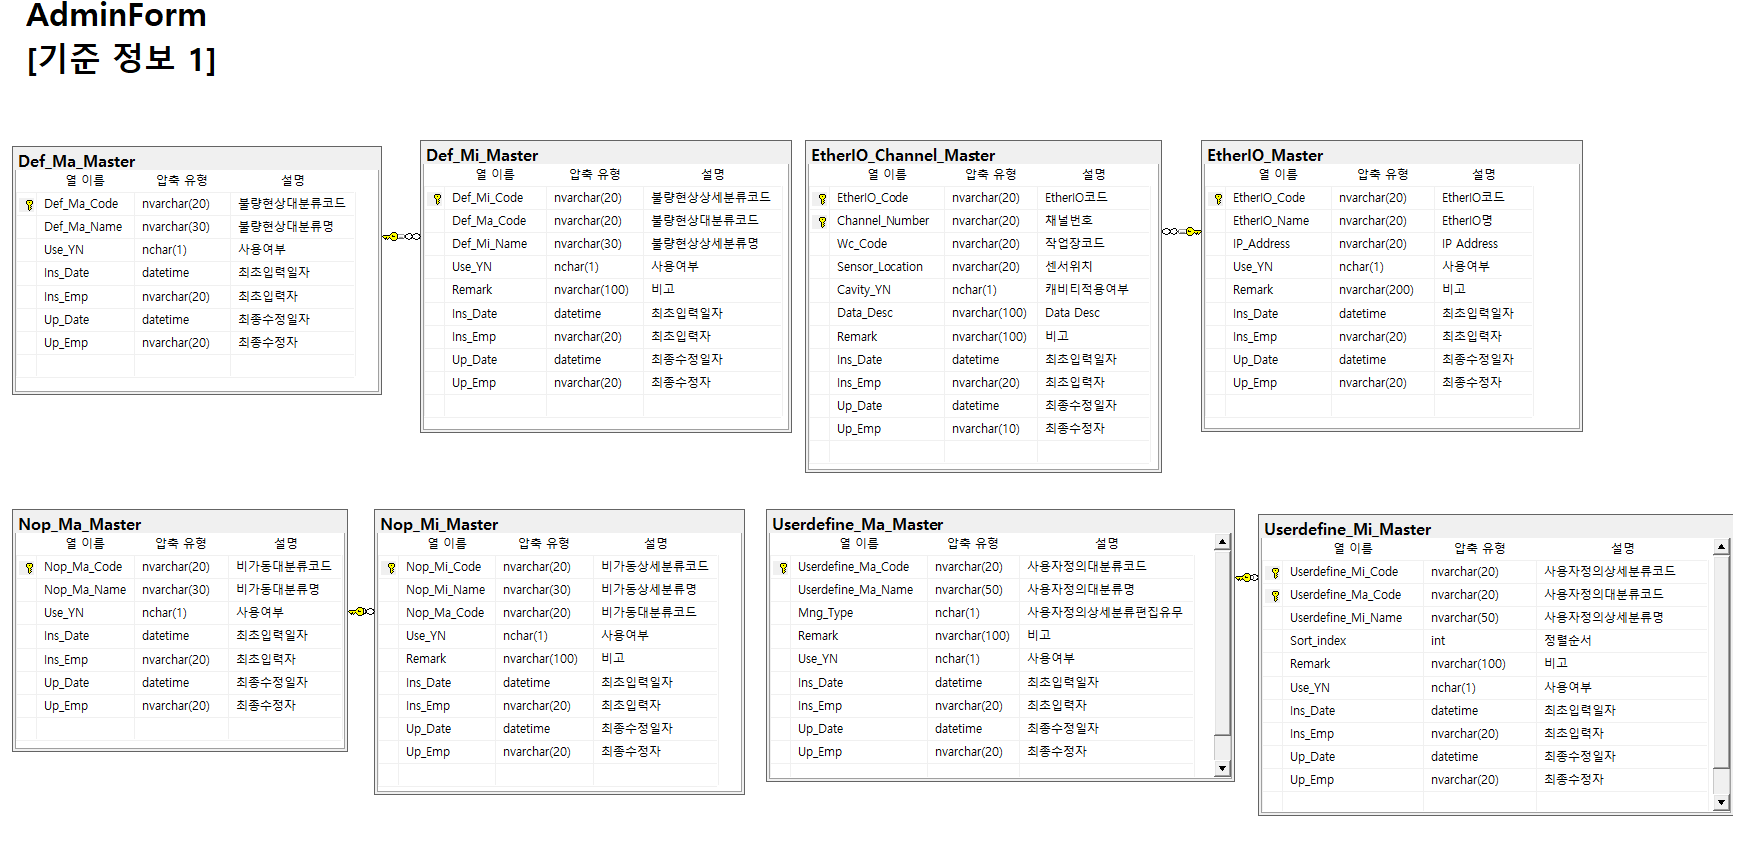 AdminForm
[기준 정보 1]
Def_Ma_Master
열 이름 압축 유형 설명
Def_Ma_Code nvarchar(20) 불량현상대분류코드
Def_Ma_Name nvarchar(30) 불량현상대분류명
Use_YN nchar(1) 사용여부
Ins_Date datetime 최초입력일자
Ins_Emp nvarchar(20) 최초입력자
Up_Date datetime 최종수정일자
Up_Emp nvarchar(20) 최종수정자
Def_Mi_Master
열 이름 압축 유형 설명
Def_Mi_Code nvarchar(20) 불량현상상세분류코드
Def_Ma_Code nvarchar(20) 불량현상대분류코드
Def_Mi_Name nvarchar(30) 불량현상상세분류명
Use_YN nchar(1) 사용여부
Remark nvarchar(100) 비고
Ins_Date datetime 최초입력일자
Ins_Emp nvarchar(20) 최초입력자
Up_Date datetime 최종수정일자
Up_Emp nvarchar(20) 최종수정자
EtherIO_Channel_Master
열 이름 압축 유형 설명
EtherIO_Code nvarchar(20) EtherIO코드
Channel_Number nvarchar(20) 채널번호
Wc_Code nvarchar(20) 작업장코드
Sensor_Location nvarchar(20) 센서위치
Cavity_YN nchar(1) 캐비티적용여부
Data_Desc nvarchar(100) Data Desc
Remark nvarchar(100) 비고
Ins_Date datetime 최초입력일자
Ins_Emp nvarchar(20) 최초입력자
Up_Date datetime 최종수정일자
Up_Emp nvarchar(10) 최종수정자
EtherIO_Master
열 이름 압축 유형 설명
EtherIO_Code nvarchar(20) EtherIO코드
EtherIO_Name nvarchar(20) EtherIO명
IP_Address nvarchar(20) IP Address
Use_YN nchar(1) 사용여부
Remark nvarchar(200) 비고
Ins_Date datetime 최초입력일자
Ins_Emp nvarchar(20) 최초입력자
Up_Date datetime 최종수정일자
Up_Emp nvarchar(20) 최종수정자
Nop_Ma_Master
열 이름 압축 유형 설명
Nop_Ma_Code nvarchar(20) 비가동대분류코드
Nop_Ma_Name nvarchar(30) 비가동대분류명
Use_YN nchar(1) 사용여부
Ins_Date datetime 최초입력일자
Ins_Emp nvarchar(20) 최초입력자
Up_Date datetime 최종수정일자
Up_Emp nvarchar(20) 최종수정자
Nop_Mi_Master
열 이름 압축 유형 설명
Nop_Mi_Code nvarchar(20) 비가동상세분류코드
Nop_Mi_Name nvarchar(30) 비가동상세분류명
Nop_Ma_Code nvarchar(20) 비가동대분류코드
Use_YN nchar(1) 사용여부
Remark nvarchar(100) 비고
Ins_Date datetime 최초입력일자
Ins_Emp nvarchar(20) 최초입력자
Up_Date datetime 최종수정일자
Up_Emp nvarchar(20) 최종수정자
Userdefine_Ma_Master
열 이름 압축 유형 설명
Userdefine_Ma_Code nvarchar(20) 사용자정의대분류코드
Userdefine_Ma_Name nvarchar(50) 사용자정의대분류명
Mng_Type nchar(1) 사용자정의상세분류편집유무
Remark nvarchar(100) 비고
Use_YN nchar(1) 사용여부
Ins_Date datetime 최초입력일자
Ins_Emp nvarchar(20) 최초입력자
Up_Date datetime 최종수정일자
Up_Emp nvarchar(20) 최종수정자
Userdefine_Mi_Master
열 이름 압축 유형 설명
Userdefine_Mi_Code nvarchar(20) 사용자정의상세분류코드
Userdefine_Ma_Code nvarchar(20) 사용자정의대분류코드
Userdefine_Mi_Name nvarchar(50) 사용자정의상세분류명
Sort_index int 정렬순서
Remark nvarchar(100) 비고
Use_YN nchar(1) 사용여부
Ins_Date datetime 최초입력일자
Ins_Emp nvarchar(20) 최초입력자
Up_Date datetime 최종수정일자
Up_Emp nvarchar(20) 최종수정자